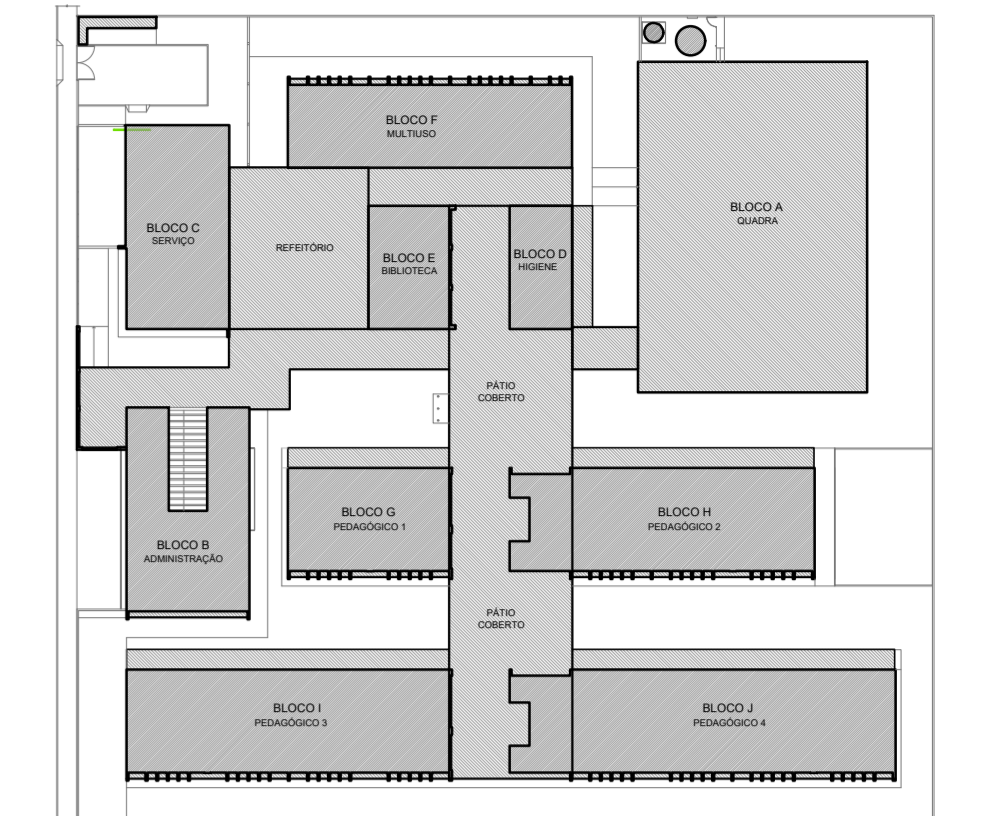 BLOCO F
MULTIUSO
BLOCO A
QUADRA
BLOCO C
SERVIÇO
REFEITÓRIO
BLOCO E
BIBLIOTECA
BLOCO D
HIGIENE
PÁTIO
COBERTO
BLOCO G
PEDAGÓGICO 1
BLOCO H
PEDAGÓGICO 2
BLOCO B
ADMINISTRAÇÃO
PÁTIO
COBERTO
BLOCO I
PEDAGÓGICO 3
BLOCO J
PEDAGÓGICO 4